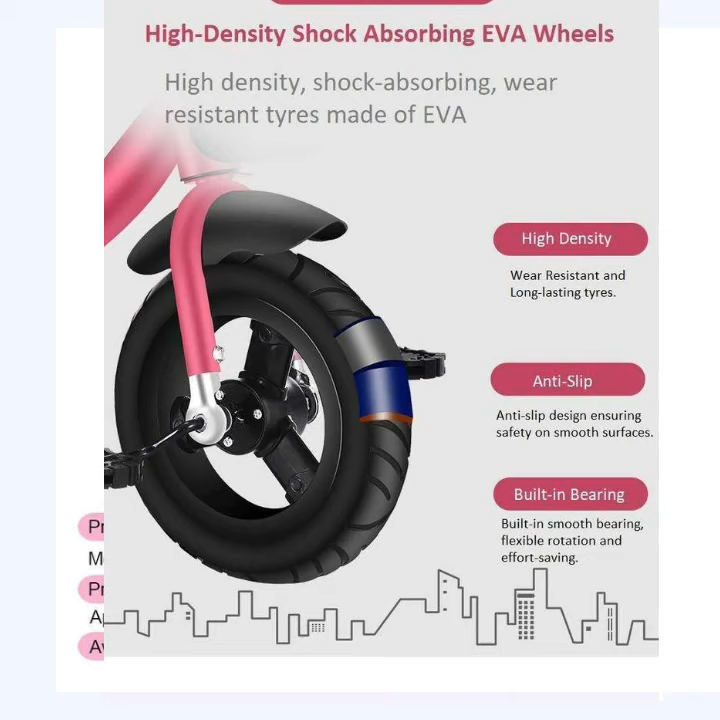 High-Density Shock Absorbing EVA Wheels
High density, shock-absorbing, wear
resistant tyres made of EVA
High Density
Wear Resistant and
Long-lasting tyres.
Anti-Slip
Anti-slip design ensuring
safety on smooth surfaces.
Built-in Bearing
Built-in smooth bearing,
flexible rotation and
effort-saving.